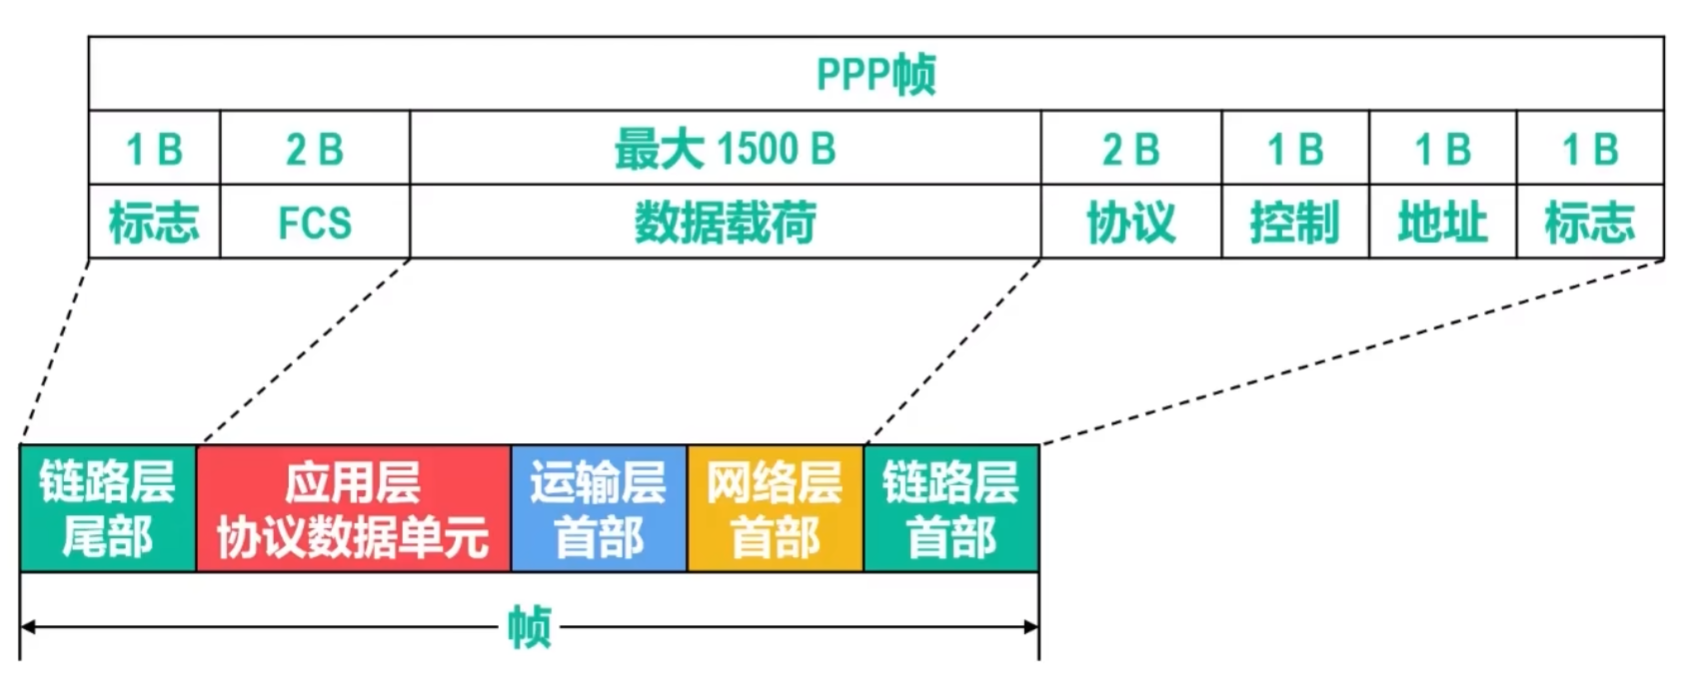 PPP帧
1 B
2 B
最大 1500 B
2 B
1 B
1 B
1 B
标志
FCS
数据载荷
协议
控制
地址
标志
链路层
尾部
应用层
协议数据单元
运输层
首部
网络层
首部
链路层
首部
帧